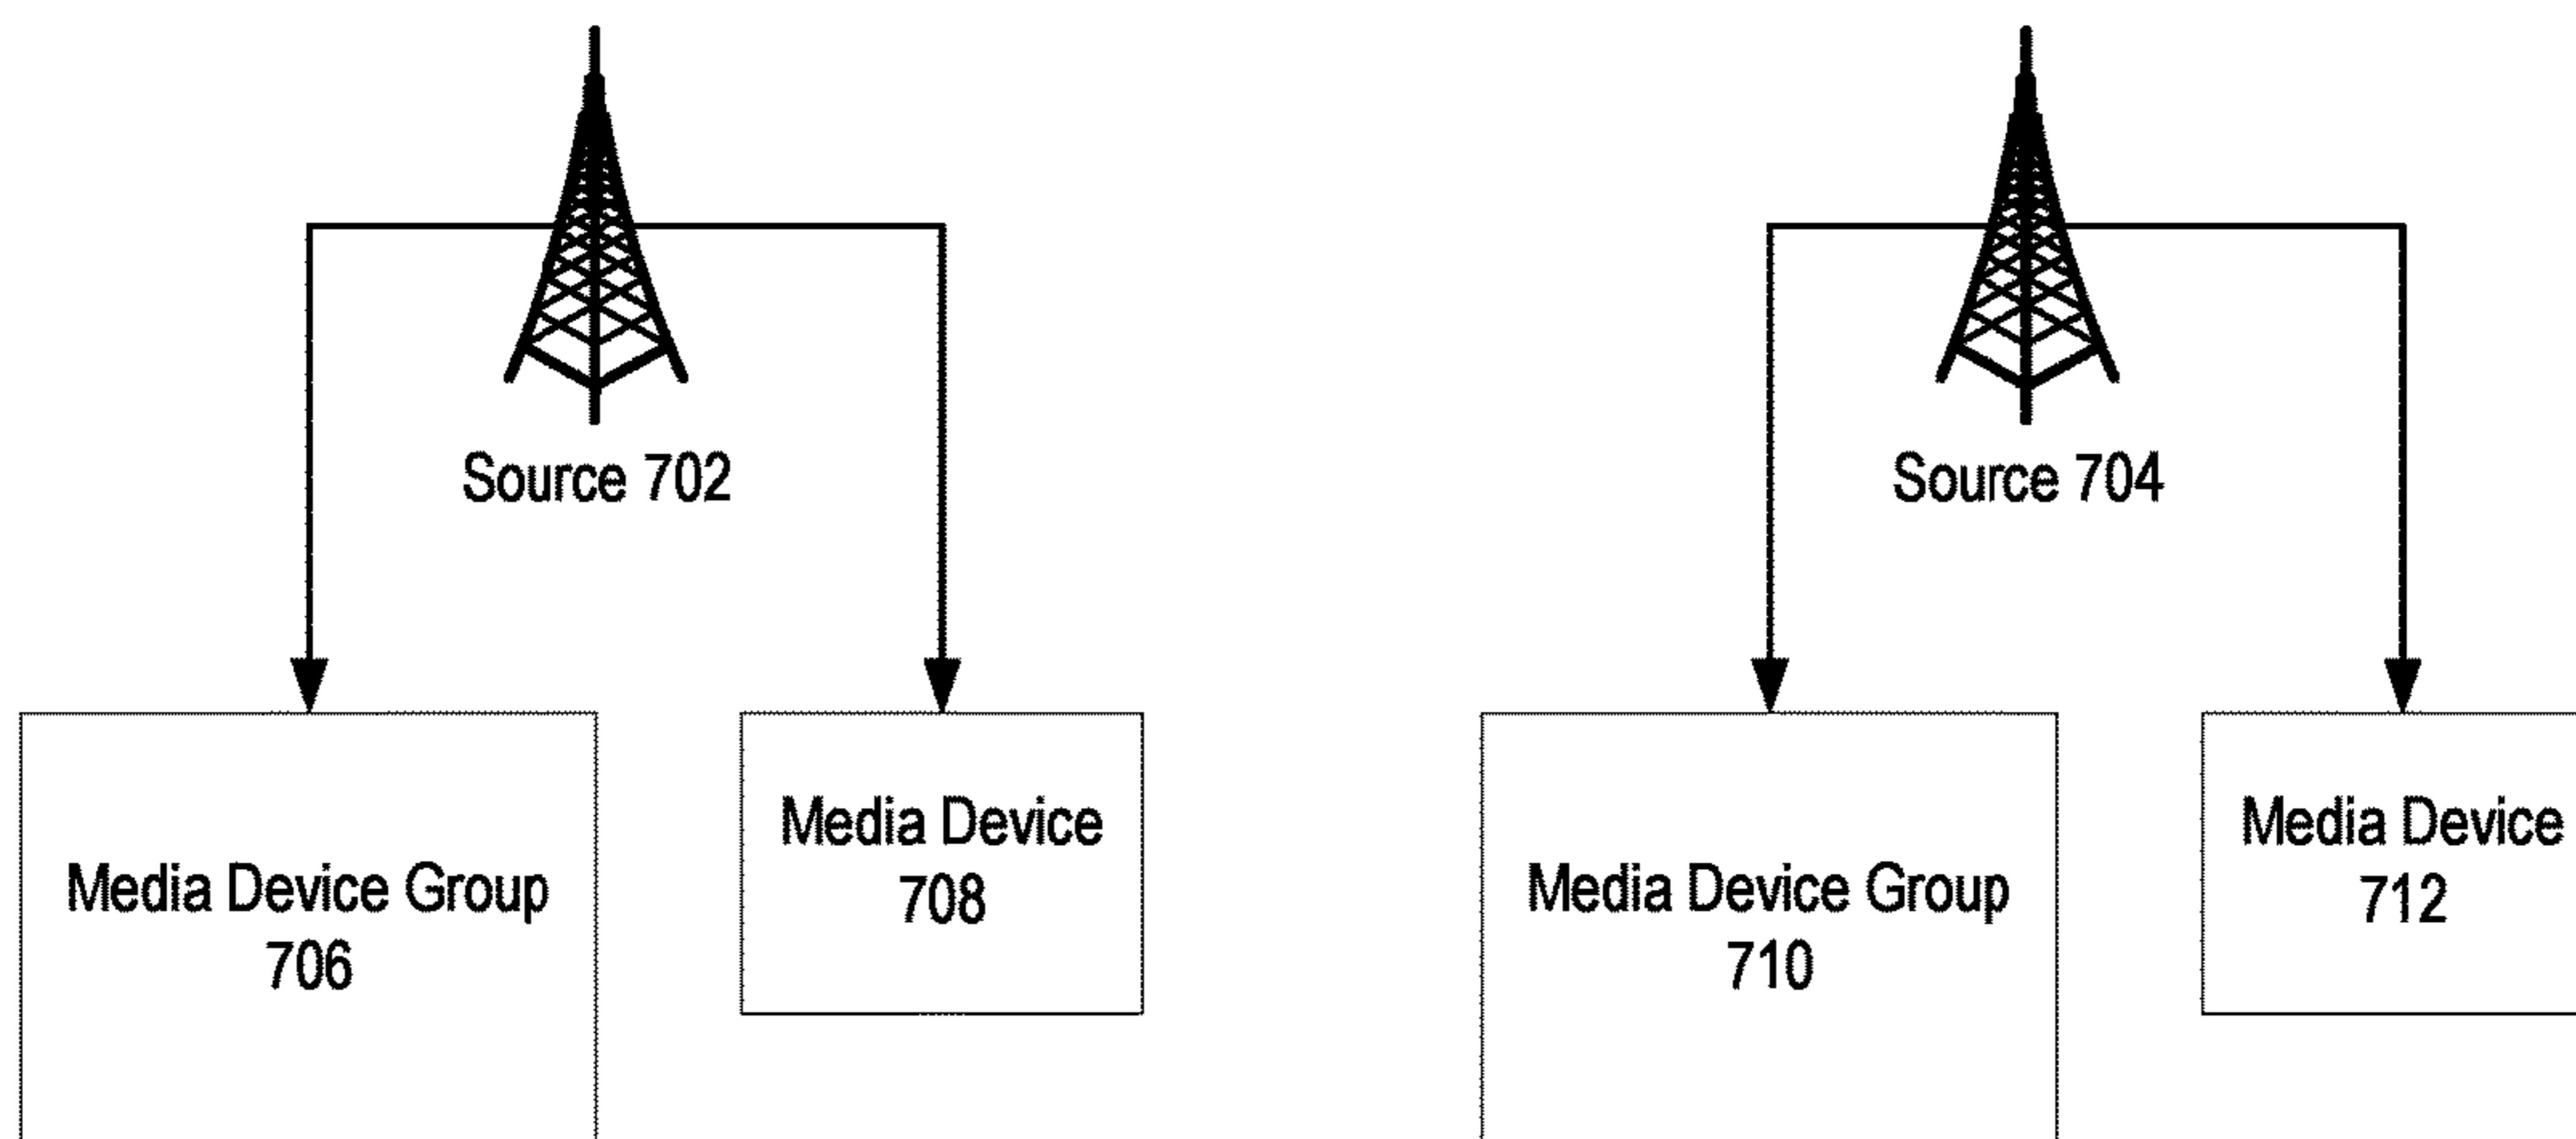 Source 702
Source 704
Media Device Group
706
Media Device
708
Media Device Group
710
Media Device
712